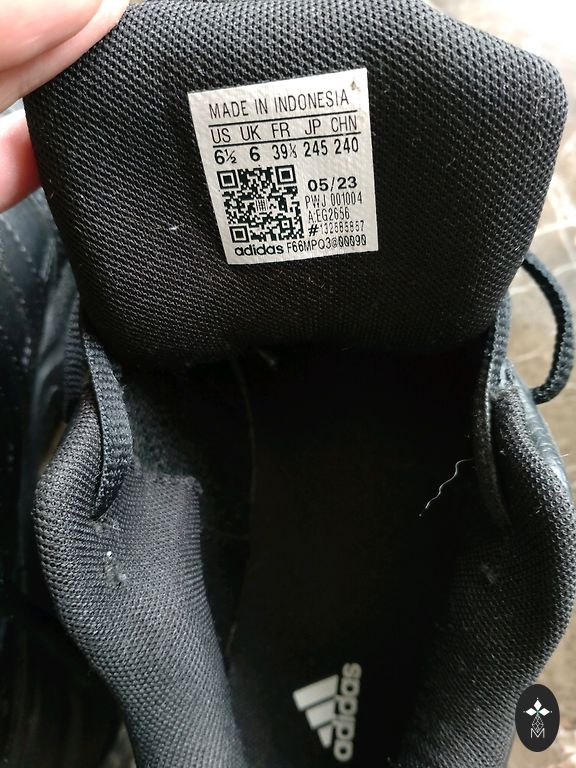 MADE IN INDONESIA
US UK FR JP CHN
6½ 6 39⅓ 245 240
05/23
PWJ 001004
A:EG2656
adidas
adidas